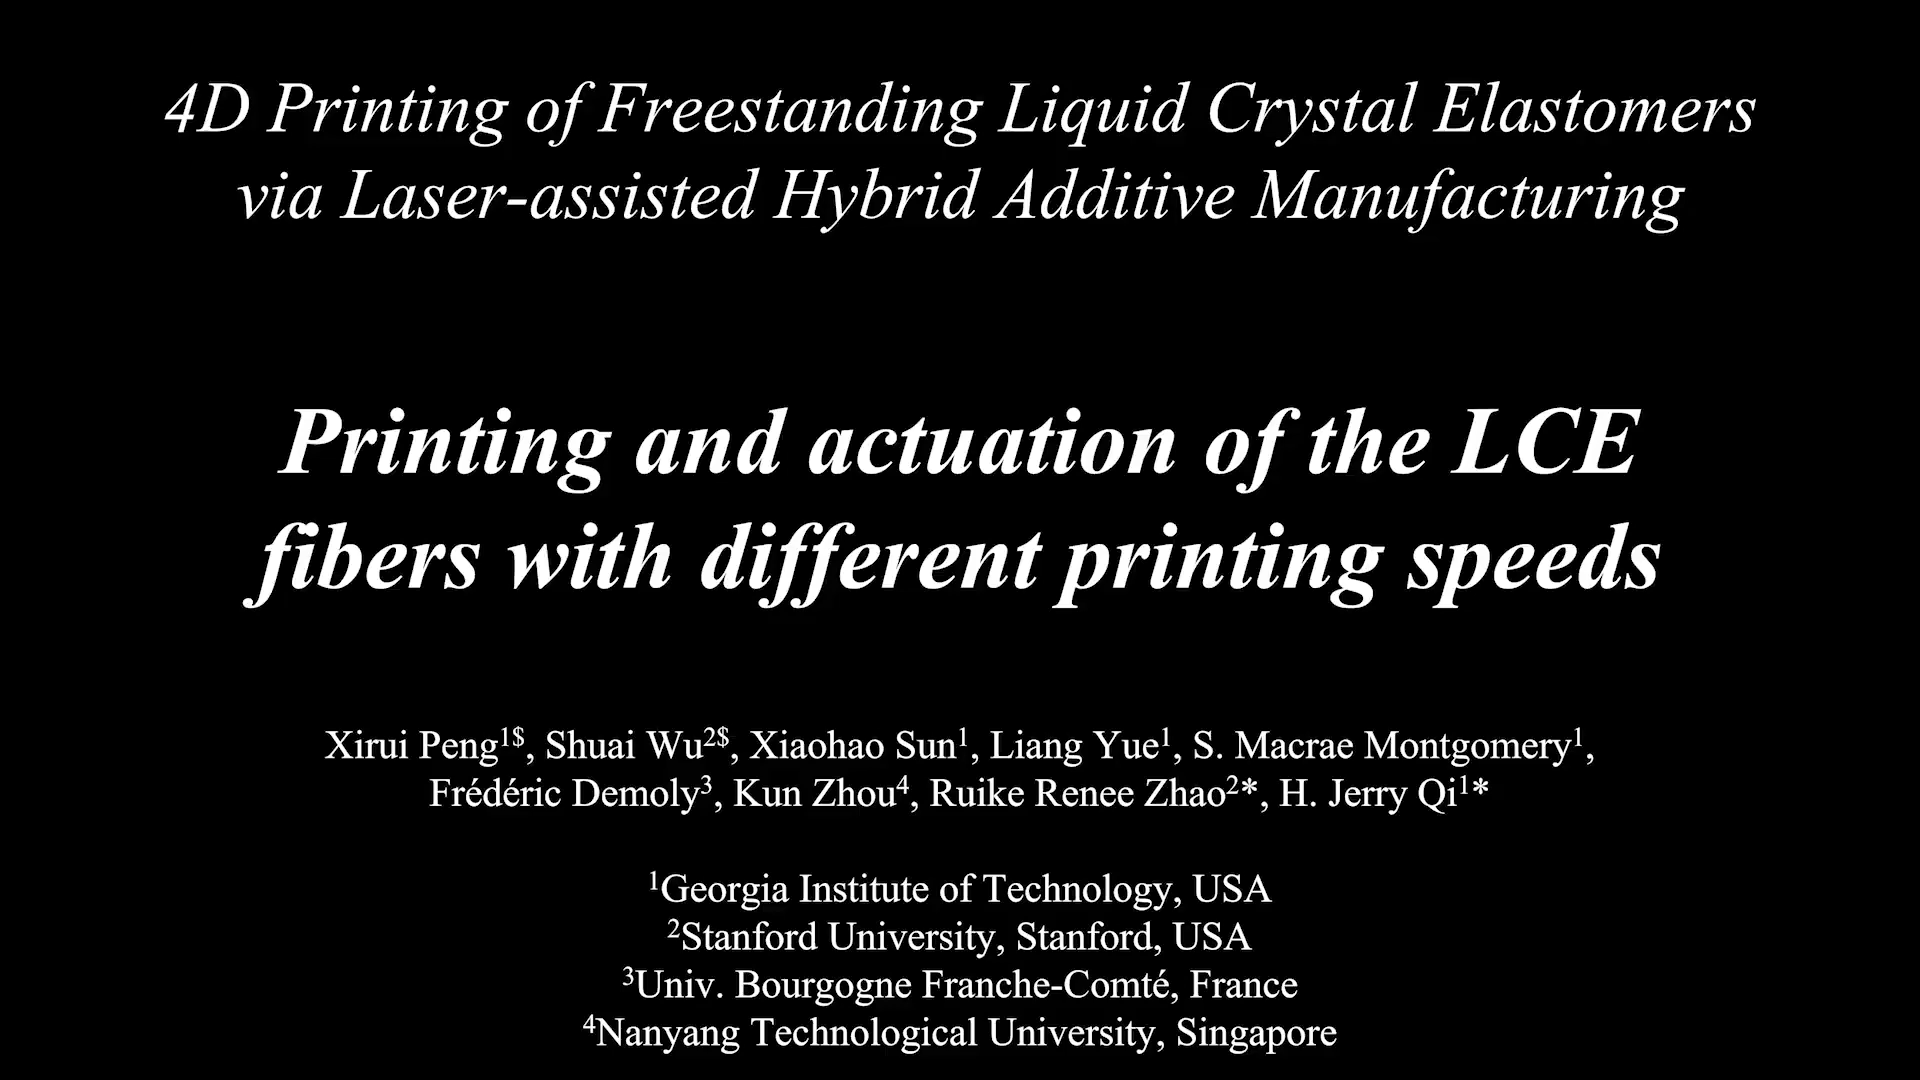 4D Printing of Freestanding Liquid Crystal Elastomers
via Laser-assisted Hybrid Additive Manufacturing
Printing and actuation of the LCE
fibers with different printing speeds
Xirui Peng¹$, Shuai Wu²$, Xiaohao Sun¹, Liang Yue¹, S. Macrae Montgomery¹,
Frédéric Demoly³, Kun Zhou⁴, Ruike Renee Zhao²*, H. Jerry Qi¹*
¹Georgia Institute of Technology, USA
²Stanford University, Stanford, USA
³Univ. Bourgogne Franche-Comté, France
⁴Nanyang Technological University, Singapore